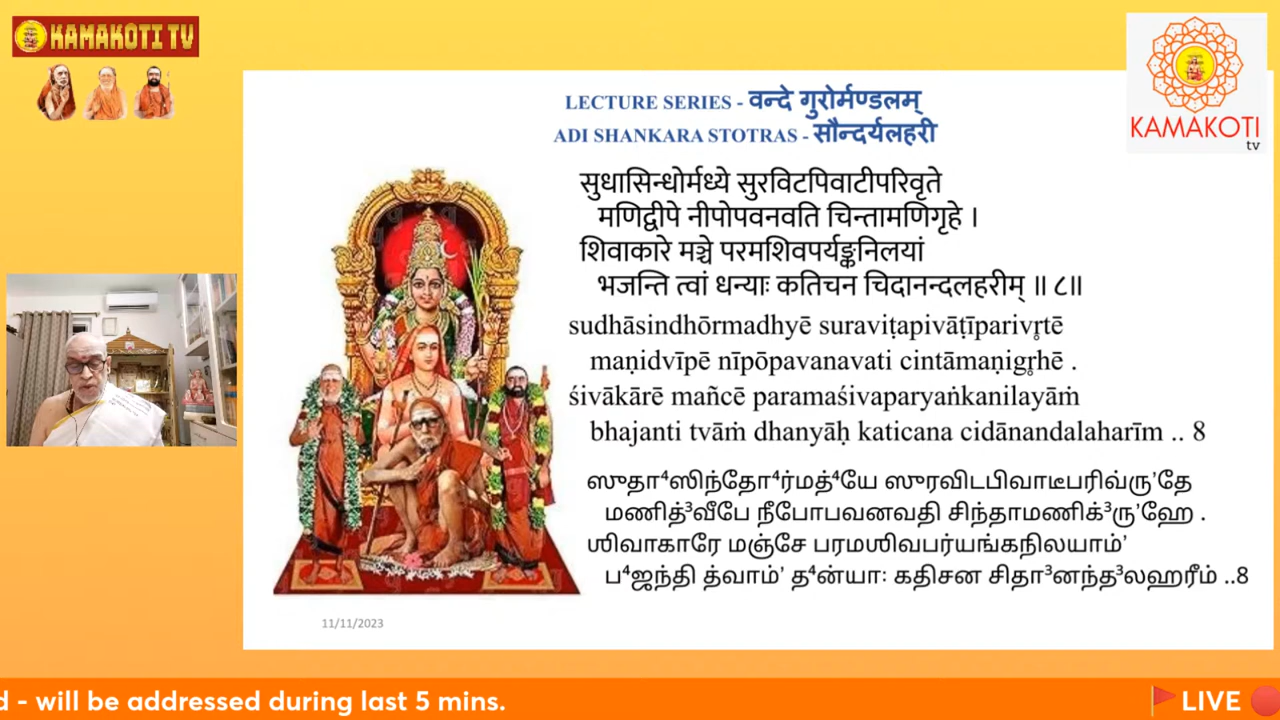 KAMAKOTI TV
KAMAKOTI
tv
LECTURE SERIES - वन्दे गुरोर्मण्डलम्
ADI SHANKARA STOTRAS - सौन्दर्यलहरी
सुधासिन्धोर्मध्ये सुरविटपिवाटीपरिवृते
मणिद्वीपे नीपोपवनवति चिन्तामणिगृहे ।
शिवाकारे मञ्चे परमशिवपर्यङ्कनिलयां
भजन्ति त्वां धन्याः कतिचन चिदानन्दलहरीम् ॥ ८॥
sudhāsindhōrmadhyē suraviṭapivāṭīparivr̥tē
maṇidvīpē nīpōpavanavati cintāmaṇigr̥hē .
śivākārē mañcē paramaśivaparyaṅkanilayāṁ
bhajanti tvāṁ dhanyāḥ katicana cidānandalaharīm .. 8
ஸுதா⁴ஸிந்தோ⁴ர்மத்⁴யே ஸுரவிடபிவாடீபரிவ்ரு’தே
மணித்³வீபே நீபோபவனவதி சிந்தாமணிக்³ரு’ஹே .
ஶிவாகாரே மஞ்சே பரமஶிவபர்யங்கநிலயாம்’
ப⁴ஜந்தி த்வாம்’ த⁴ன்யா꞉ கதிசன சிதா³னந்த³லஹரீம் ..8
11/11/2023
d - will be addressed during last 5 mins.
LIVE